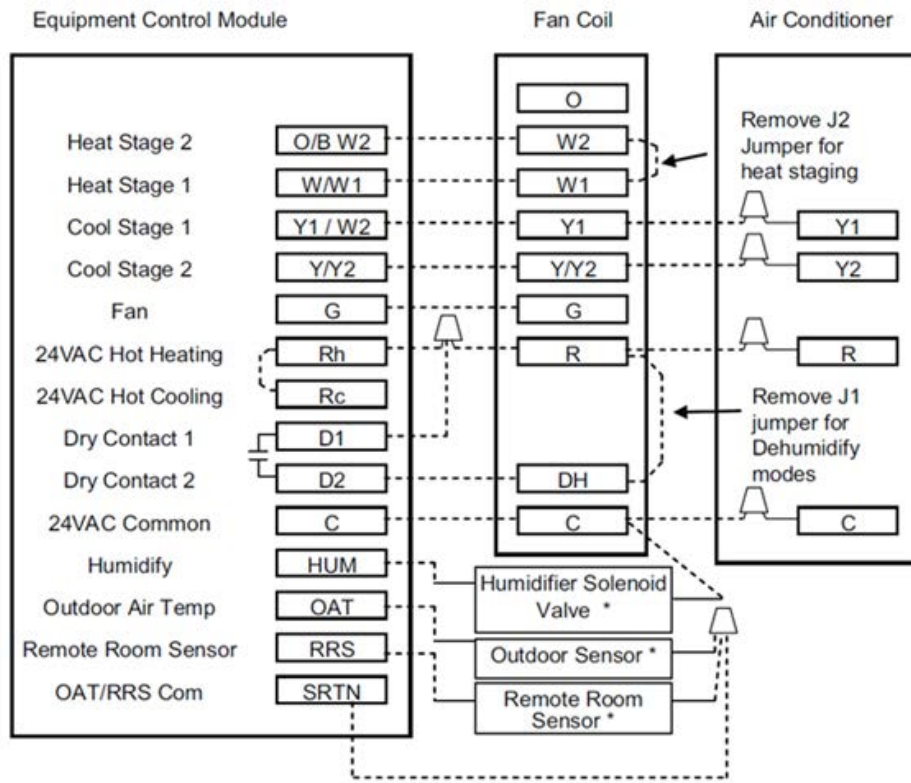 Equipment Control Module
Fan Coil
Air Conditioner
O
Heat Stage 2 O/B W2 W2
Heat Stage 1 W/W1 W1
Cool Stage 1 Y1 / W2 Y1 Y1
Cool Stage 2 Y/Y2 Y/Y2 Y2
Fan G G
24VAC Hot Heating Rh R R
24VAC Hot Cooling Rc
Dry Contact 1 D1
Dry Contact 2 D2 DH
24VAC Common C C C
Humidify HUM
Outdoor Air Temp OAT
Remote Room Sensor RRS
OAT/RRS Com SRTN
Remove J2
Jumper for
heat staging
Remove J1
jumper for
Dehumidify
modes
Humidifier Solenoid
Valve *
Outdoor Sensor *
Remote Room
Sensor *